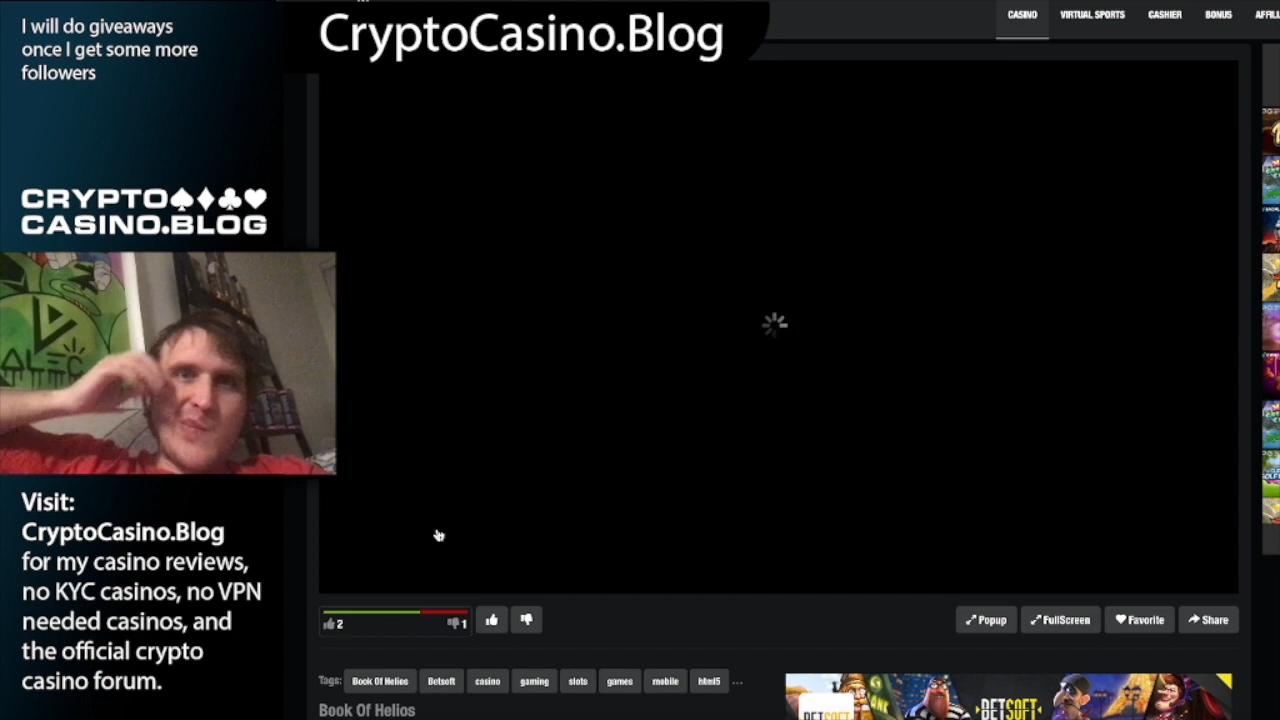 I will do giveaways
once I get some more
followers
CryptoCasino.Blog
CASINO
VIRTUAL SPORTS
CASHIER
BONUS
CRYPTO
CASINO.BLOG
ALEC
Visit:
CryptoCasino.Blog
for my casino reviews,
no KYC casinos, no VPN
needed casinos, and
the official crypto
casino forum.
2
1
Popup
FullScreen
Favorite
Share
Tags:
Book Of Helios
Betsoft
casino
gaming
slots
games
mobile
html5
...
Book Of Helios
BETSOFT
BETSOFT